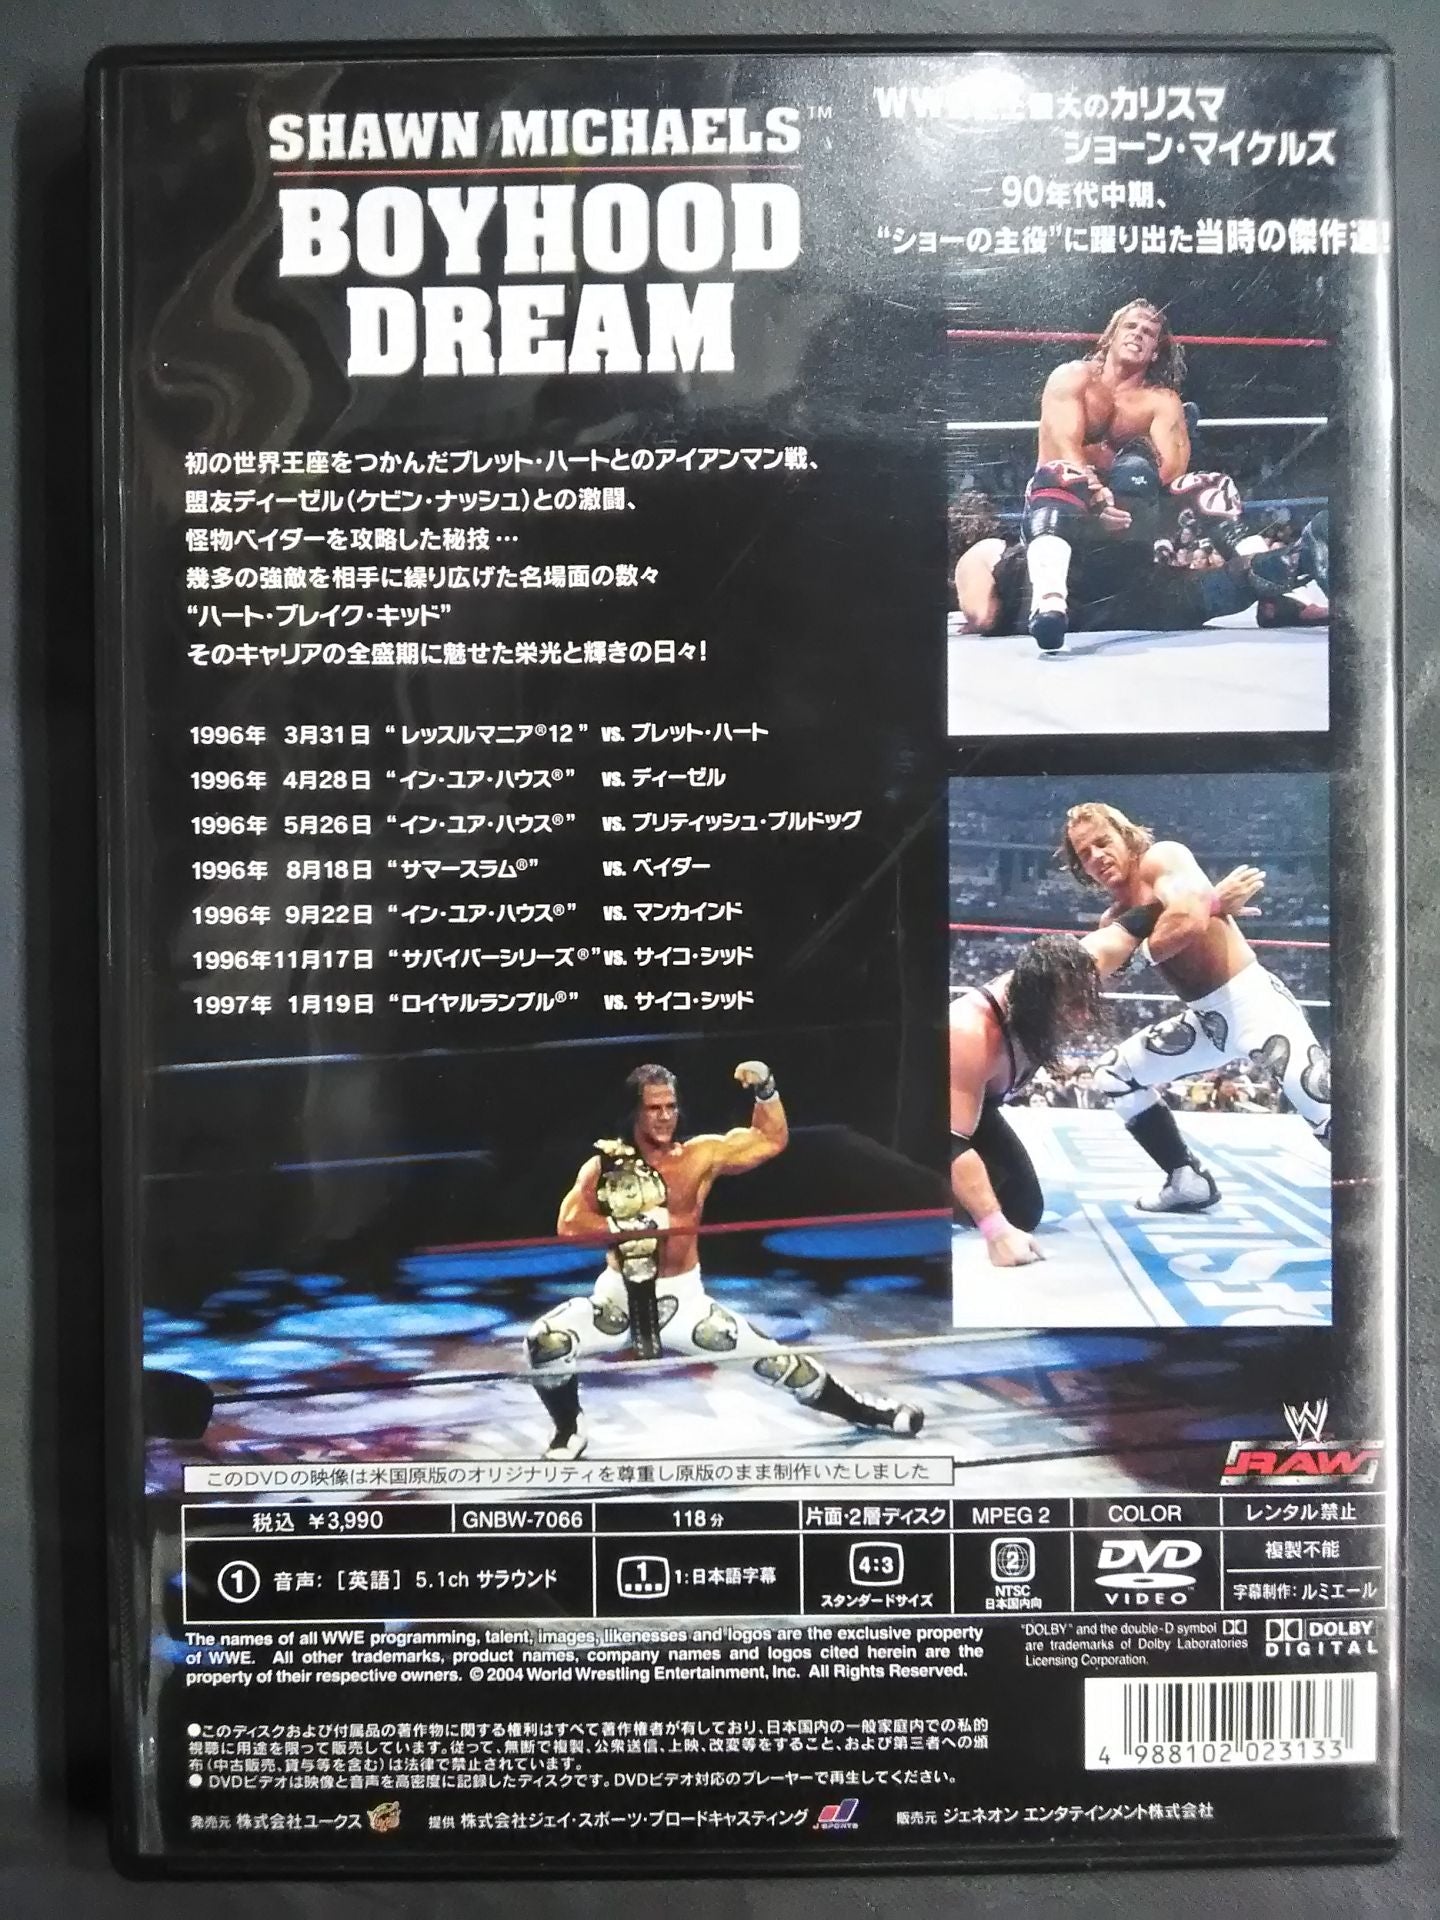 SHAWN MICHAELS™
BOYHOOD
DREAM
大のカリスマ
ショーン・マイケルズ
90年代中期、
“ショーの主役”に躍り出た当時の傑作選!
初の世界王座をつかんだブレット・ハートとのアイアンマン戦、
盟友ディーゼル(ケビン・ナッシュ)との激闘、
怪物ベイダーを攻略した秘技…
幾多の強敵を相手に繰り広げた名場面の数々
“ハート・ブレイク・キッド”
そのキャリアの全盛期に魅せた栄光と輝きの日々!
1996年 3月31日 “レッスルマニア®12” vs. ブレット・ハート
1996年 4月28日 “イン・ユア・ハウス®” vs. ディーゼル
1996年 5月26日 “イン・ユア・ハウス®” vs. ブリティッシュ・ブルドッグ
1996年 8月18日 “サマースラム®” vs. ベイダー
1996年 9月22日 “イン・ユア・ハウス®” vs. マンカインド
1996年11月17日 “サバイバーシリーズ®” vs. サイコ・シッド
1997年 1月19日 “ロイヤルランブル®” vs. サイコ・シッド
W
RAW
このDVDの映像は米国原版のオリジナリティを尊重し原版のまま制作いたしました
税込 ￥3,990 GNBW-7066 118分 片面・2層ディスク MPEG 2 COLOR レンタル禁止
① 音声: [英語] 5.1ch サラウンド
1 1:日本語字幕
4:3 スタンダードサイズ
2 NTSC 日本国内向
DVD VIDEO
複製不能
字幕制作: ルミエール
The names of all WWE programming, talent, images, likenesses and logos are the exclusive property
of WWE. All other trademarks, product names, company names and logos cited herein are the
property of their respective owners. © 2004 World Wrestling Entertainment, Inc. All Rights Reserved.
"DOLBY" and the double-D symbol
are trademarks of Dolby Laboratories
Licensing Corporation.
DOLBY
DIGITAL
●このディスクおよび付属品の著作物に関する権利はすべて著作権者が有しており、日本国内の一般家庭内での私的
視聴に用途を限って販売しています。従って、無断で複製、公衆送信、上映、改変等をすること、および第三者への頒
布(中古販売、貸与等を含む)は法律で禁止されています。
● DVDビデオは映像と音声を高密度に記録したディスクです。DVDビデオ対応のプレーヤーで再生してください。
4 988102 023133
発売元 株式会社ユークス 提供 株式会社ジェイ・スポーツ・ブロードキャスティング J SPORTS 販売元 ジェネオン エンタテインメント株式会社